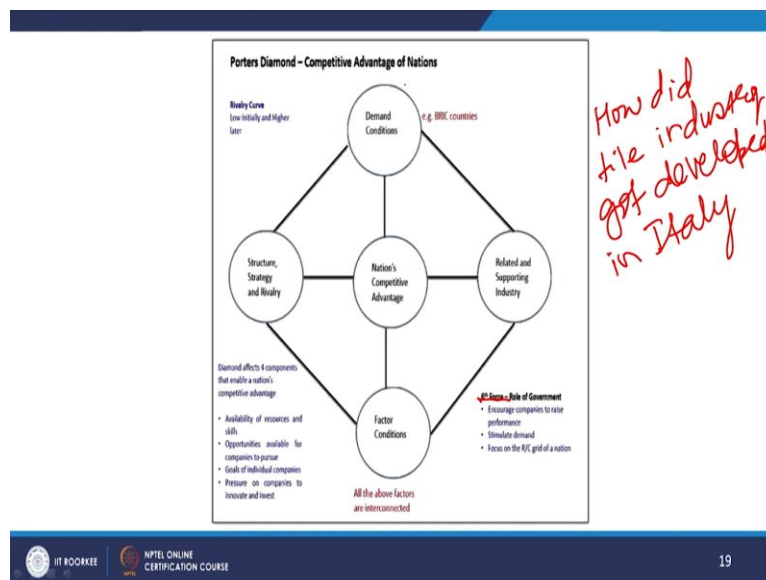 Porters Diamond – Competitive Advantage of Nations
Rivalry Curve
Low initially and Higher
later
Demand
Conditions
e.g. BRIC countries
How did
tile industry
got developed
in Italy
Structure,
Strategy
and Rivalry
Nation's
Competitive
Advantage
Related and
Supporting
Industry
Diamond affects 4 components
that enable a nation's
competitive advantage
• Availability of resources and
skills
• Opportunities available for
companies to pursue
• Goals of individual companies
• Pressure on companies to
innovate and invest
Factor
Conditions
All the above factors
are interconnected
Force – Role of Government
• Encourage companies to raise
performance
• Stimulate demand
• Focus on the R/C grid of a nation
IIT ROORKEE
NPTEL ONLINE
CERTIFICATION COURSE
19